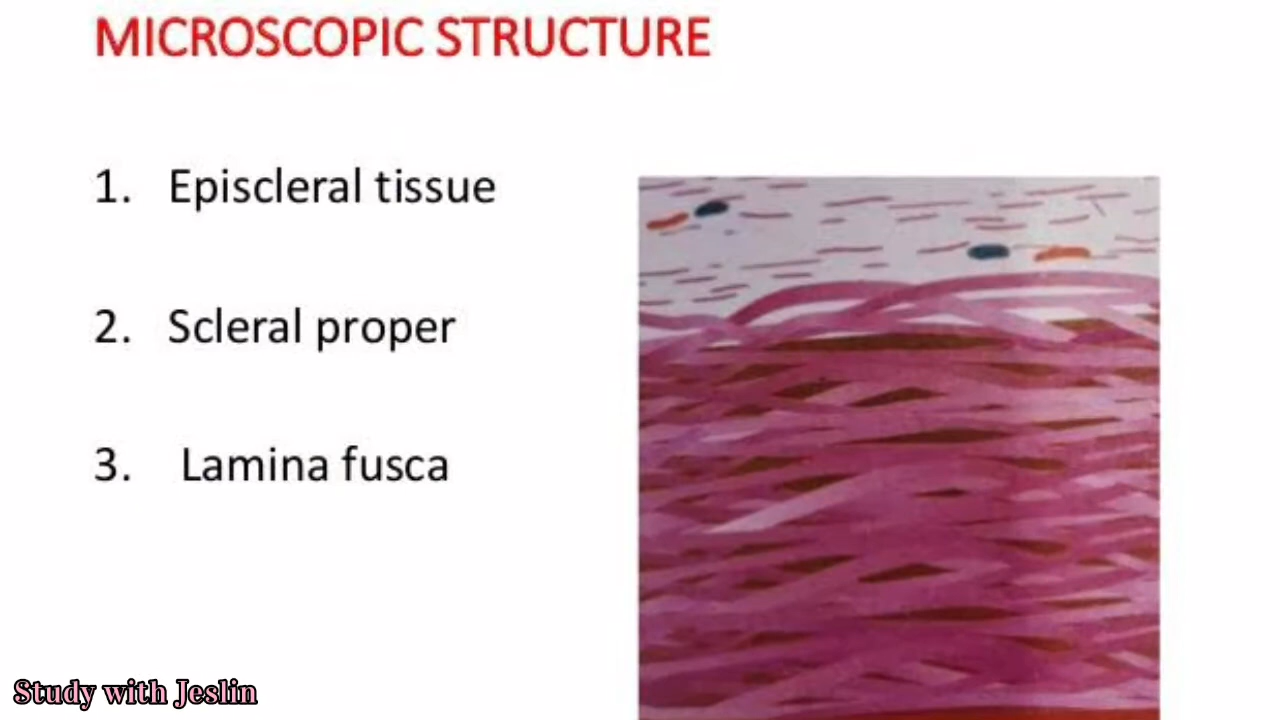 MICROSCOPIC STRUCTURE
1. Episcleral tissue
2. Scleral proper
3. Lamina fusca
Study with Jeslin